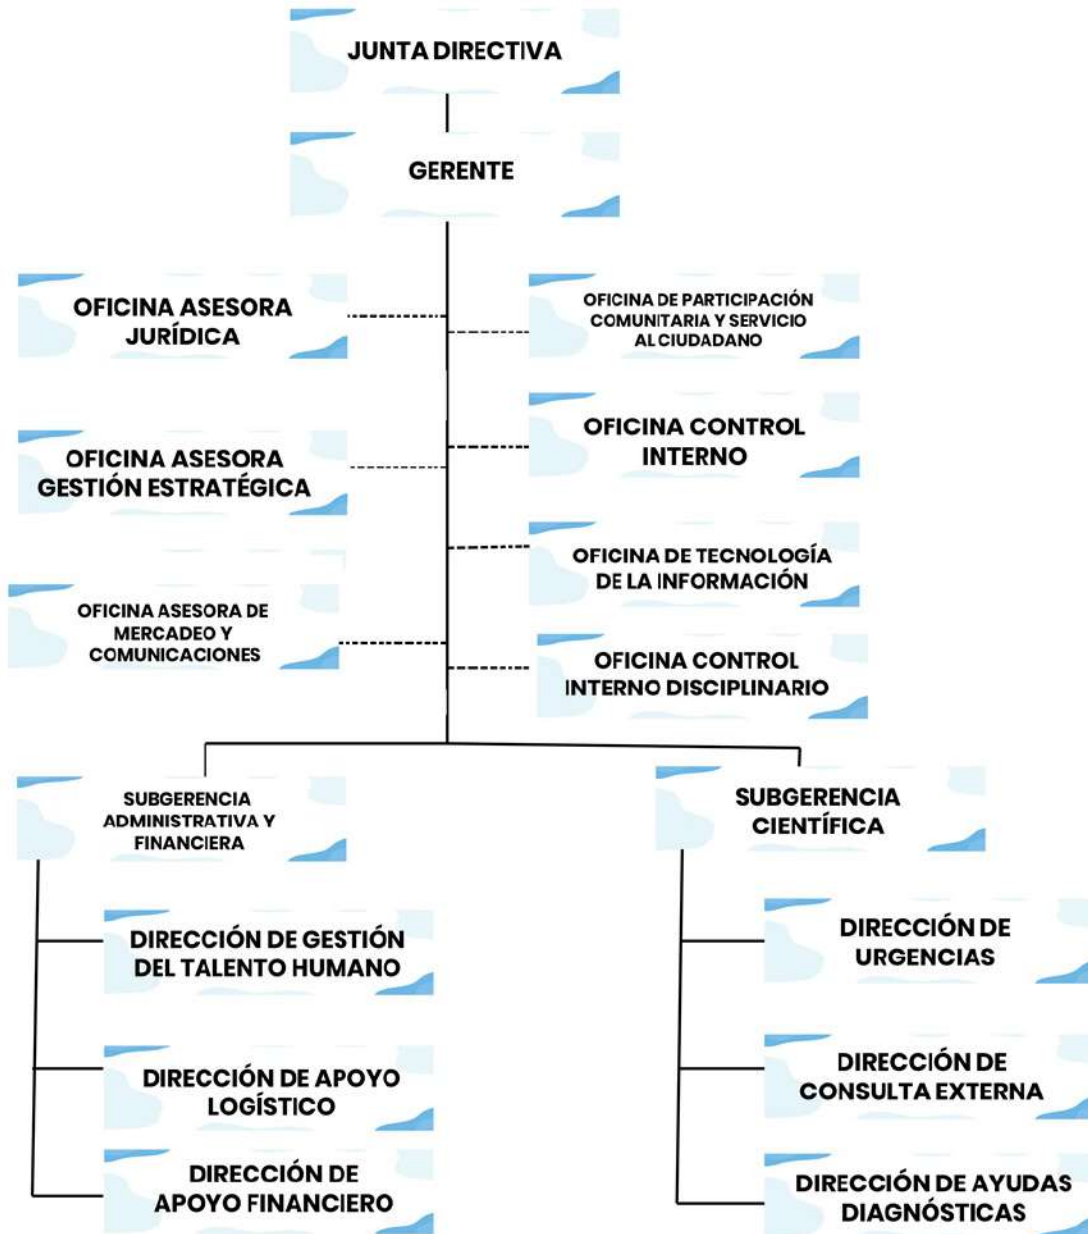 JUNTA DIRECTIVA
GERENTE
OFICINA ASESORA
JURÍDICA
OFICINA DE PARTICIPACIÓN
COMUNITARIA Y SERVICIO
AL CIUDADANO
OFICINA ASESORA
GESTIÓN ESTRATÉGICA
OFICINA CONTROL
INTERNO
OFICINA DE TECNOLOGÍA
DE LA INFORMACIÓN
OFICINA ASESORA DE
MERCADEO Y
COMUNICACIONES
OFICINA CONTROL
INTERNO DISCIPLINARIO
SUBGERENCIA
ADMINISTRATIVA Y
FINANCIERA
SUBGERENCIA
CIENTÍFICA
DIRECCIÓN DE GESTIÓN
DEL TALENTO HUMANO
DIRECCIÓN DE APOYO
LOGÍSTICO
DIRECCIÓN DE
APOYO FINANCIERO
DIRECCIÓN DE
URGENCIAS
DIRECCIÓN DE
CONSULTA EXTERNA
DIRECCIÓN DE AYUDAS
DIAGNÓSTICAS